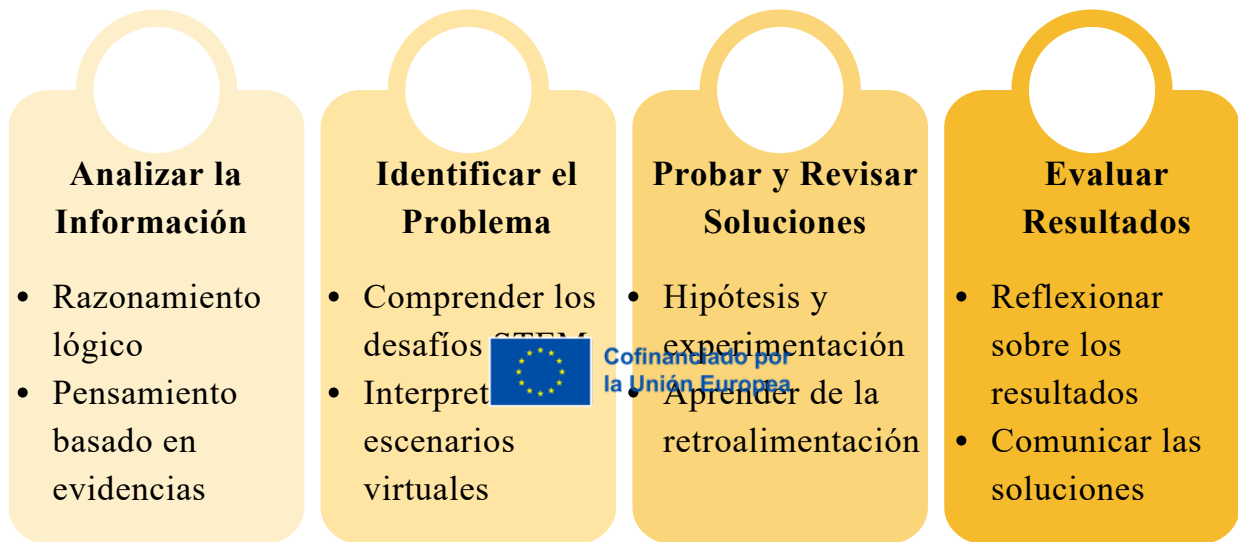 Analizar la
Información
• Razonamiento
lógico
• Pensamiento
basado en
evidencias
Identificar el
Problema
• Comprender los
desafíos STEM
• Interpret
escenarios
virtuales
Probar y Revisar
Soluciones
• Hipótesis y
experimentación
• Aprender de la
retroalimentación
Evaluar
Resultados
• Reflexionar
sobre los
resultados
• Comunicar las
soluciones
Cofinanciado por
la Unión Europea